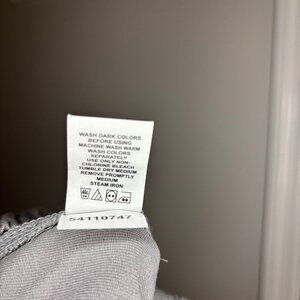 WASH DARK COLORS
BEFORE USING
MACHINE WASH WARM
WASH COLORS
SEPARATELY
USE ONLY NON-
CHLORINE BLEACH
TUMBLE DRY MEDIUM
REMOVE PROMPTLY
MEDIUM
STEAM IRON
54110747